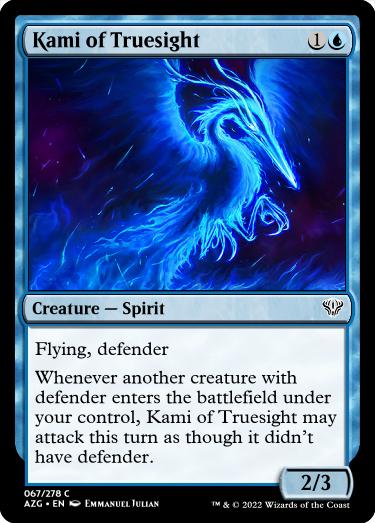 Kami of Truesight 1
Creature — Spirit
Flying, defender
Whenever another creature with
defender enters the battlefield under
your control, Kami of Truesight may
attack this turn as though it didn't
have defender.
2/3
067/278 C
AZG • EN Emmanuel Julian
™ & © 2022 Wizards of the Coast